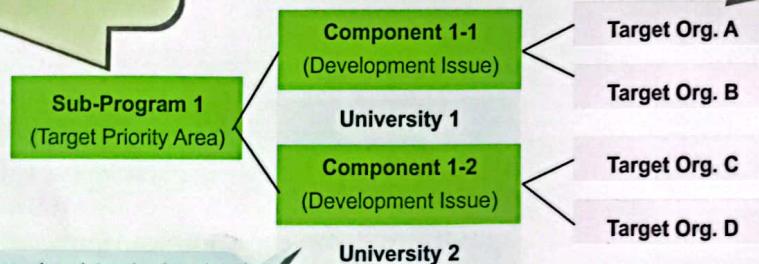 Sub-Program 1
(Target Priority Area)
Component 1-1
(Development Issue)
University 1
Component 1-2
(Development Issue)
University 2
Target Org. A
Target Org. B
Target Org. C
Target Org. D